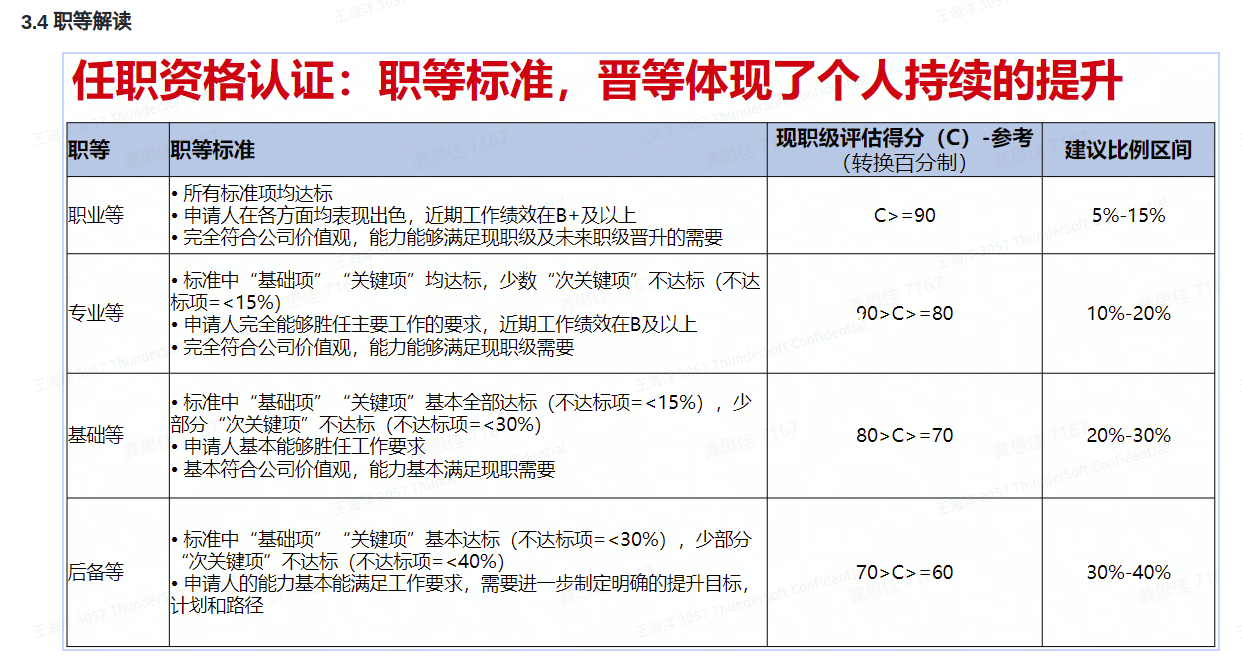 3.4 职等解读
任职资格认证：职等标准，晋等体现了个人持续的提升
职等
职等标准
现职级评估得分（C）-参考
（转换百分制）
建议比例区间
职业等
• 所有标准项均达标
• 申请人在各方面均表现出色，近期工作绩效在B+及以上
• 完全符合公司价值观，能力能够满足现职级及未来职级晋升的需要
C>=90
5%-15%
专业等
• 标准中“基础项”“关键项”均达标，少数“次关键项”不达标（不达
标项=<15%）
• 申请人完全能够胜任主要工作的要求，近期工作绩效在B及以上
• 完全符合公司价值观，能力能够满足现职级需要
90>C>=80
10%-20%
基础等
• 标准中“基础项”“关键项”基本全部达标（不达标项=<15%），少
部分“次关键项”不达标（不达标项=<30%）
• 申请人基本能够胜任工作要求
• 基本符合公司价值观，能力基本满足现职需要
80>C>=70
20%-30%
后备等
• 标准中“基础项”“关键项”基本达标（不达标项=<30%），少部分
“次关键项”不达标（不达标项=<40%）
• 申请人的能力基本能满足工作要求，需要进一步制定明确的提升目标，
计划和路径
70>C>=60
30%-40%
王海洋 3057 ThunderSoft Confidential
龚思佳 7167